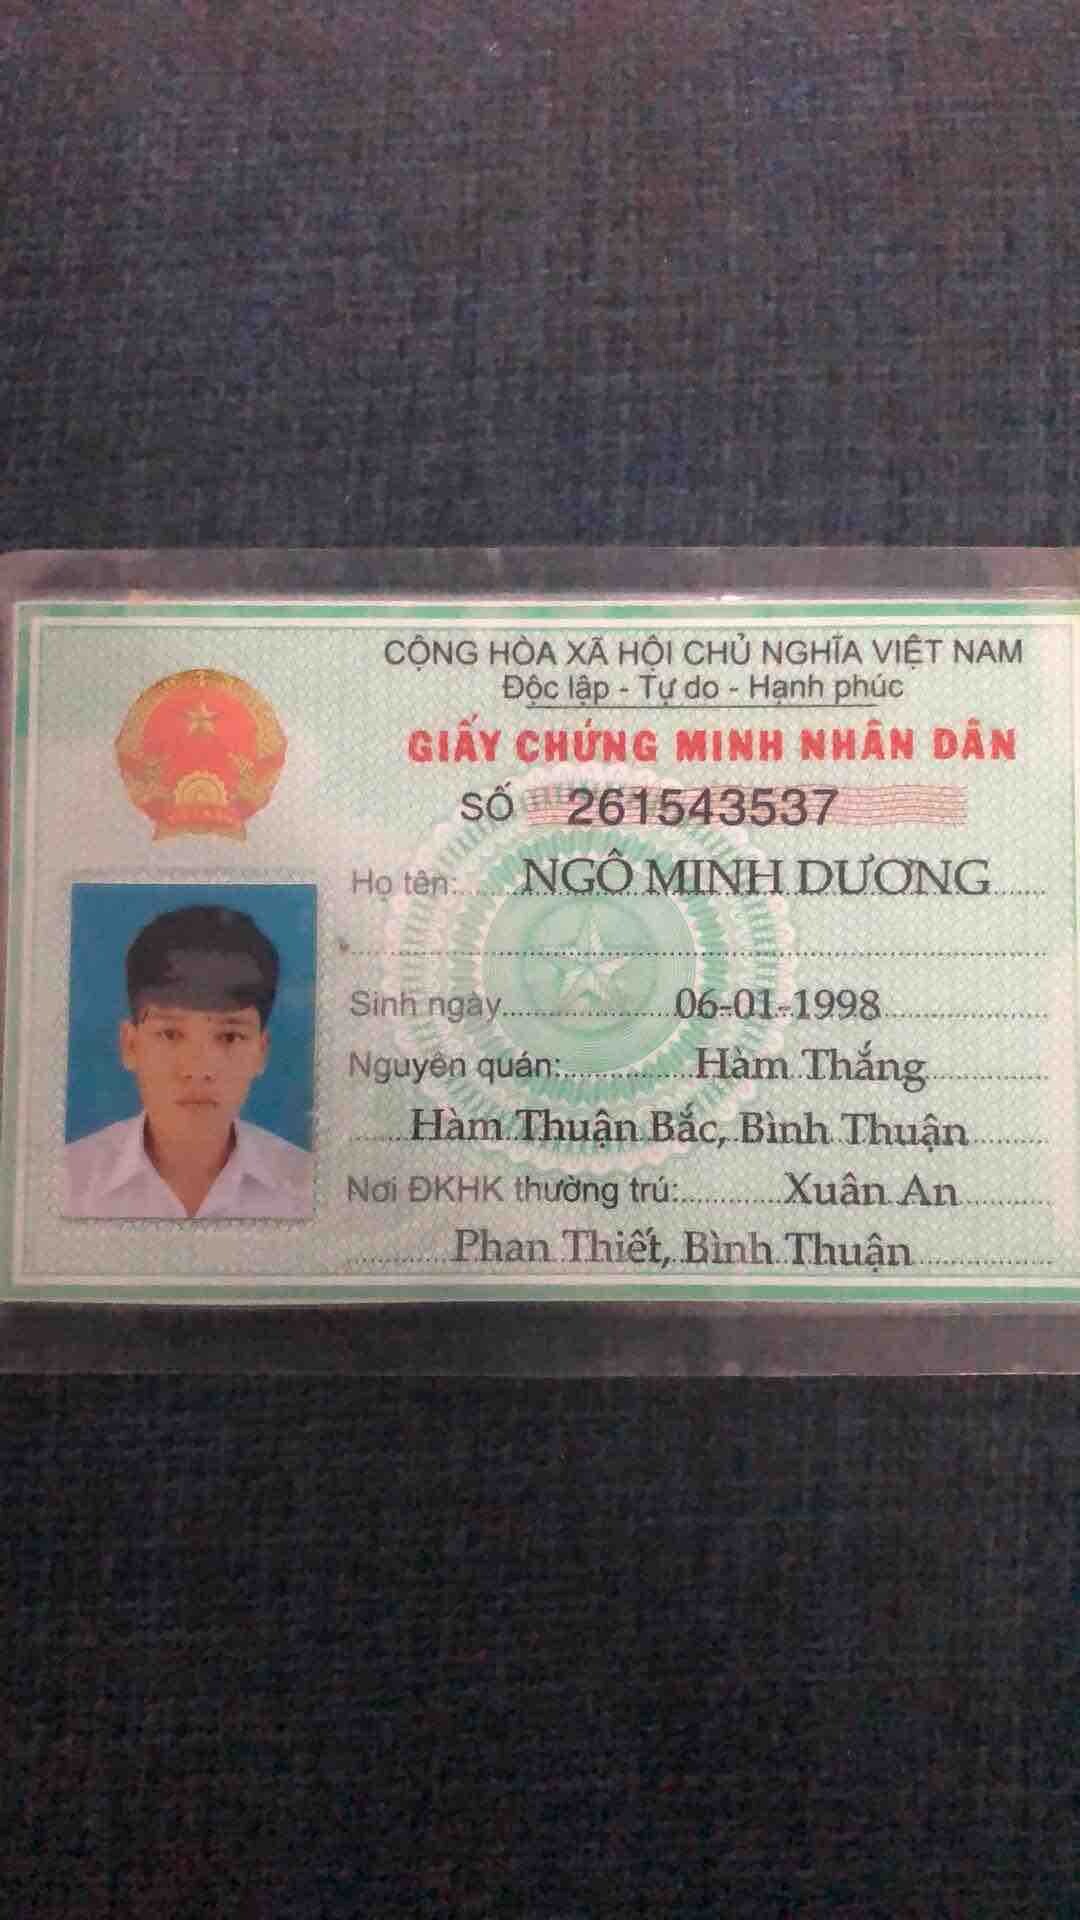 CỘNG HÒA XÃ HỘI CHỦ NGHĨA VIỆT NAM
Độc lập - Tự do - Hạnh phúc
GIẤY CHỨNG MINH NHÂN DÂN
SỐ 261543537
Họ tên: NGÔ MINH DƯƠNG
Sinh ngày 06-01-1998
Nguyên quán: Hàm Thắng
Hàm Thuận Bắc, Bình Thuận
Nơi ĐKHK thường trú: Xuân An
Phan Thiết, Bình Thuận